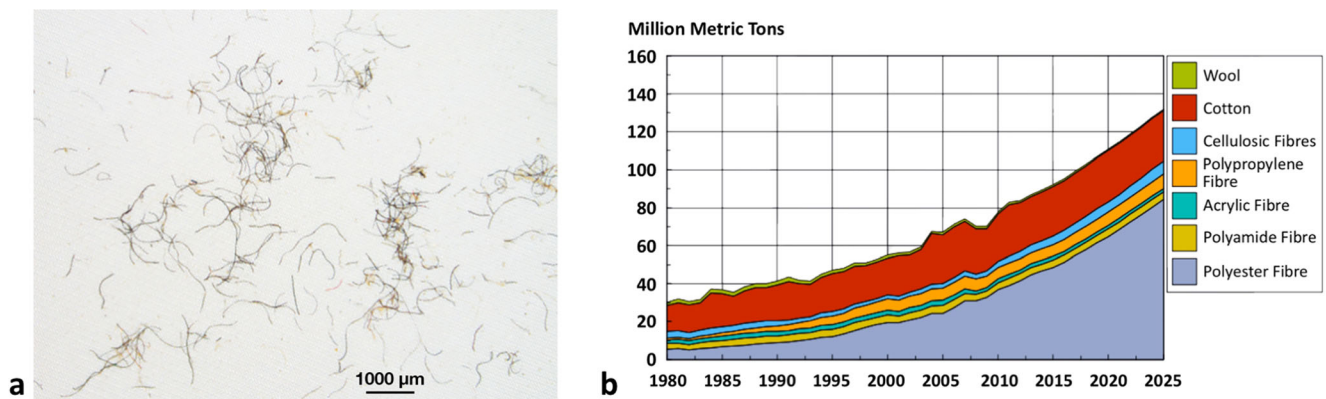 a
1000 µm
b
Million Metric Tons
160
140
120
100
80
60
40
20
0
1980 1985 1990 1995 2000 2005 2010 2015 2020 2025
Wool
Cotton
Cellulosic Fibres
Polypropylene
Fibre
Acrylic Fibre
Polyamide Fibre
Polyester Fibre